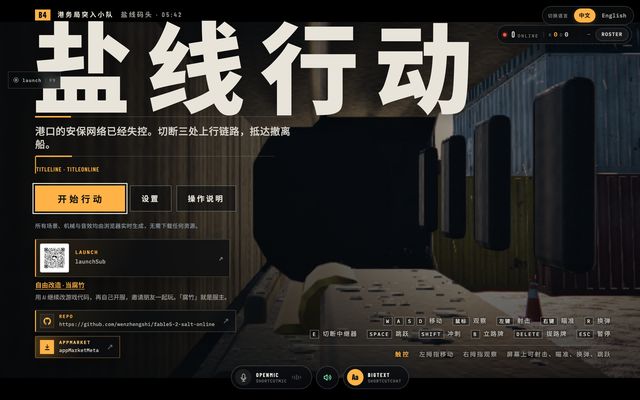 B4 港务局突入小队 盐线码头 · 05:42
切换语言 中文 English
0 ONLINE 0 0 ROSTER
盐线行动
launch
港口的安保网络已经失控。切断三处上行链路，抵达撤离
船。
TITLELINE · TITLEONLINE
开始行动 设置 操作说明
所有场景、机械与音效均由浏览器实时生成，无需下载任何资源。
LAUNCH
launchSub
自由改造·当腐竹
用AI继续改游戏代码，再自己开服，邀请朋友一起玩。「腐竹」就是服主。
REPO
https://github.com/wenzhengshi/fable5-2-salt-online
APPMARKET
appMarketMeta
W A S D 移动 鼠标 观察 左键 射击 右键 瞄准 R 换弹
E 切断中继器 SPACE 跳跃 SHIFT 冲刺 B 立路牌 DELETE 拔路牌 ESC 暂停
触控 左拇指移动 右拇指观察 屏幕上可射击、瞄准、换弹、跳跃
OPENMIC
SHORTCUTMIC
Aa BIGTEXT
SHORTCUTCHAT